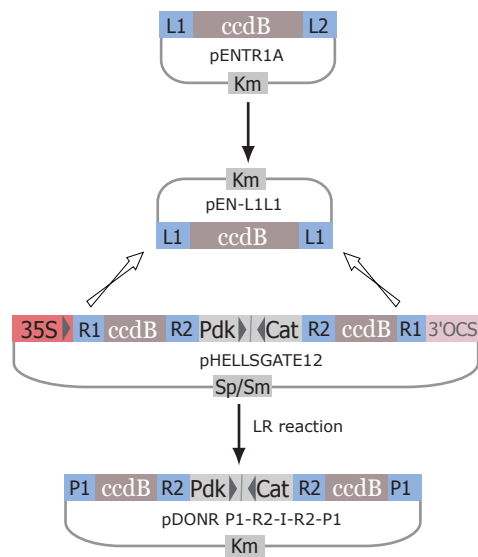 L1 ccdB L2
pENTR1A
Km
Km
pEN-L1L1
L1 ccdB L1
35S R1 ccdB R2 Pdk Cat R2 ccdB R1 3'OCS
pHELLSGATE12
Sp/Sm
LR reaction
P1 ccdB R2 Pdk Cat R2 ccdB P1
pDONR P1-R2-I-R2-P1
Km